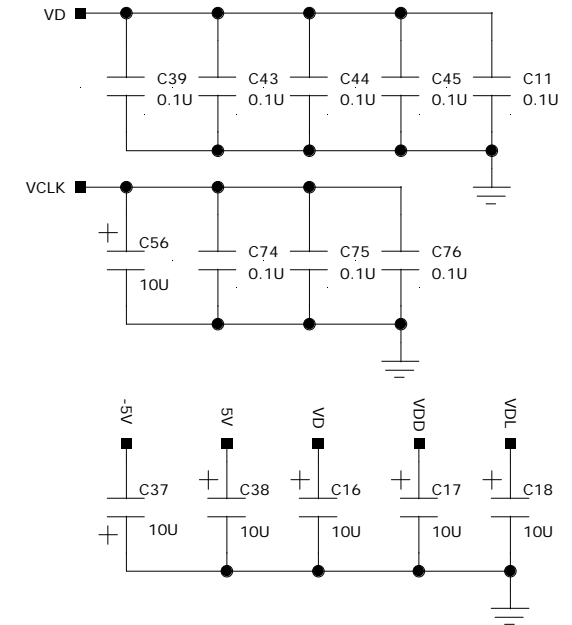 VD
C39 C43 C44 C45 C11
0.1U 0.1U 0.1U 0.1U 0.1U
VCLK
+
C56
10U
C74 C75 C76
0.1U 0.1U 0.1U
-5V 5V VD VDD VDL
+ + + +
C37 C38 C16 C17 C18
10U 10U 10U 10U 10U
+